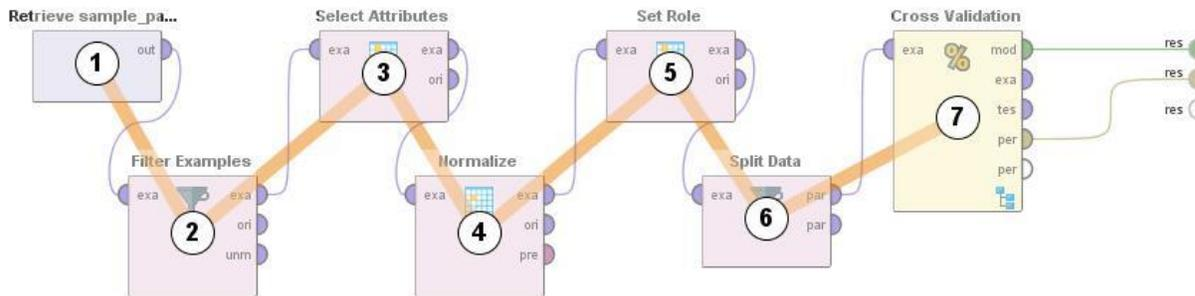 Retrieve sample_pa...
Select Attributes
Set Role
Cross Validation
out
1
exa
exa
3
ori
exa
exa
5
ori
exa
%
mod
res
exa
res
tes
res
7
per
per
Filter Examples
Normalize
Split Data
exa
exa
2
ori
unm
exa
exa
4
ori
pre
exa
par
6
par